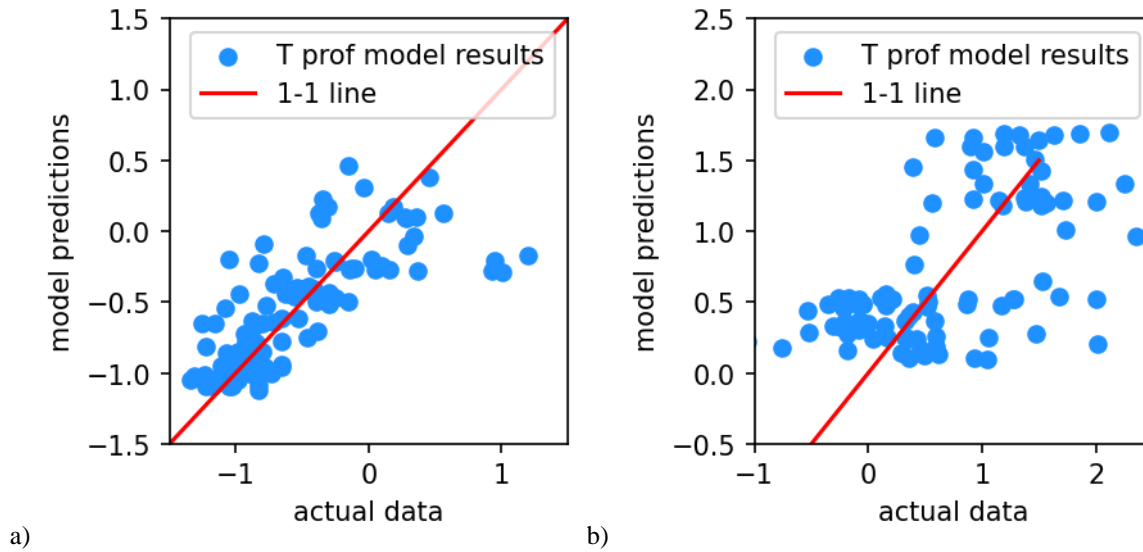 1.5
1.0
0.5
0.0
−0.5
−1.0
−1.5
model predictions
T prof model results
1-1 line
−1
0
1
actual data
a)
2.5
2.0
1.5
1.0
0.5
0.0
−0.5
model predictions
T prof model results
1-1 line
−1
0
1
2
actual data
b)